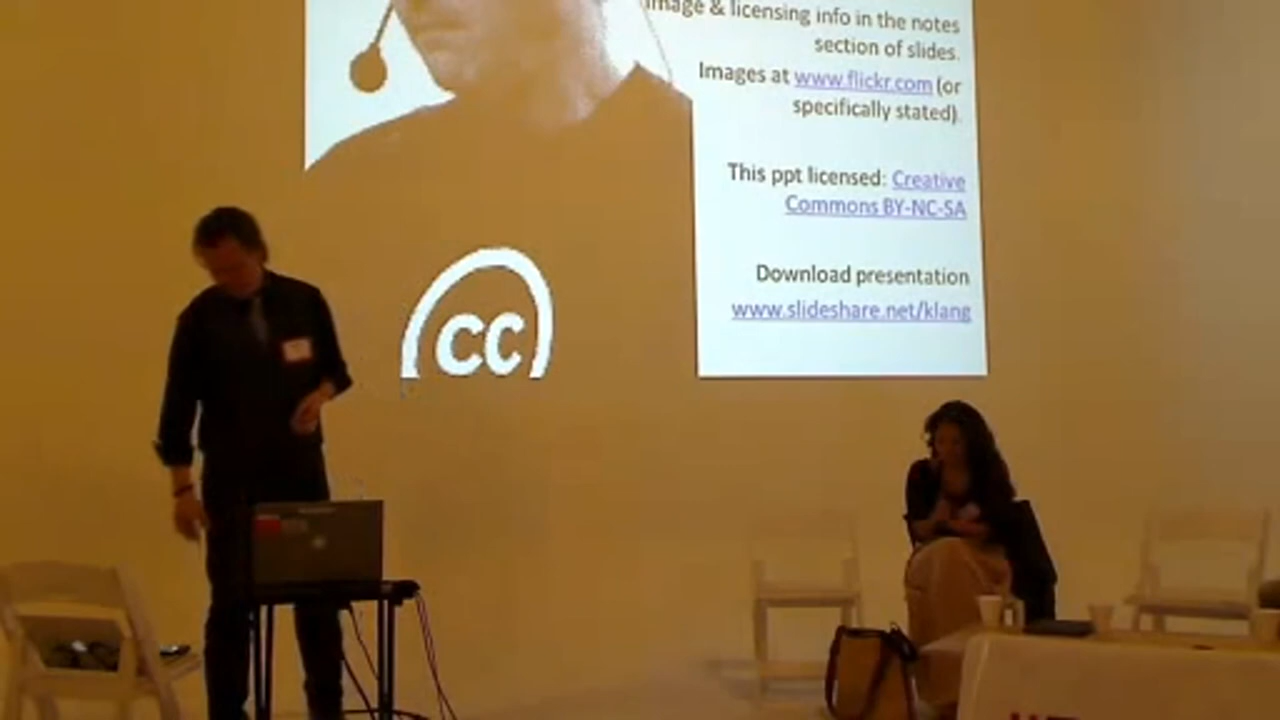 image & licensing info in the notes
section of slides.
Images at www.flickr.com (or
specifically stated).
This ppt licensed: Creative
Commons BY-NC-SA
Download presentation
www.slideshare.net/klang
cc